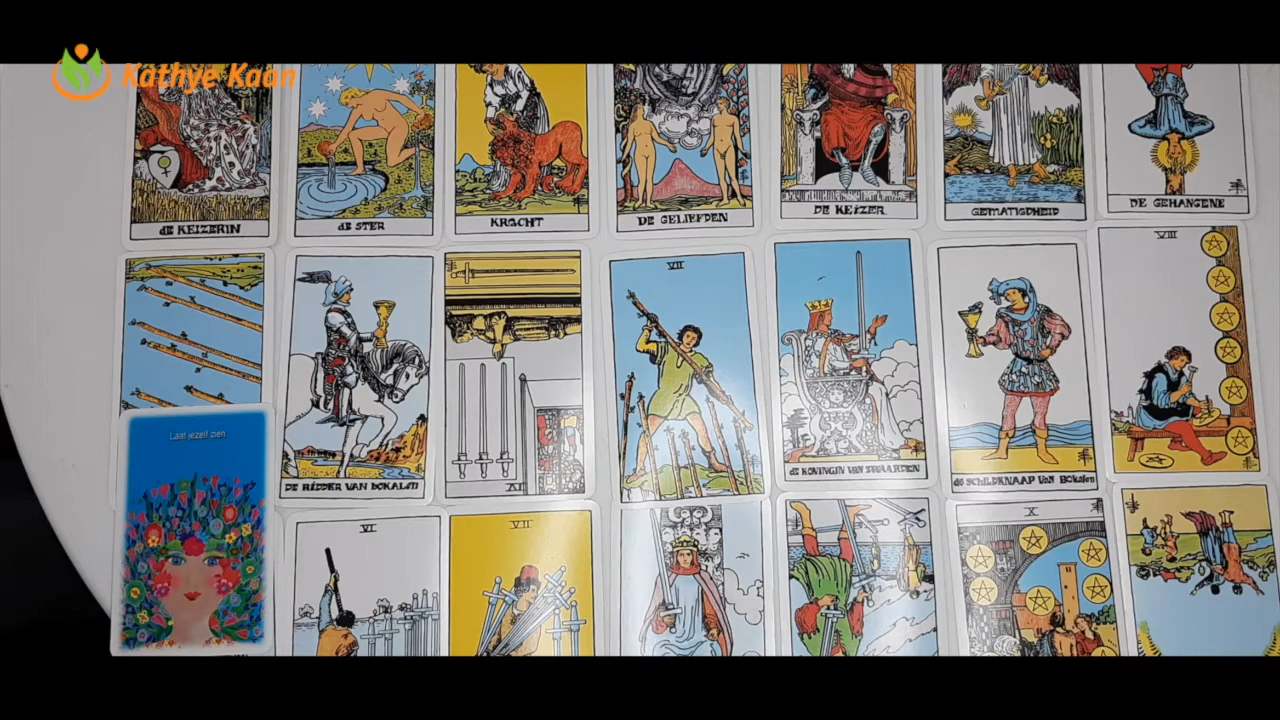 Kathye Kaan
de KEIZERIN
de STER
KRACHT
DE GELIEFDEN
DE KEIZER
GEMATIGDHEID
DE GEHANGENE
VII
VIII
de KONINGIN VAN ZWAARDEN
de SCHILDKNAAP VAN BOKALEN
DE RIDDER VAN BOKALEN
IV
Laat jezelf zien
VI
VII
X